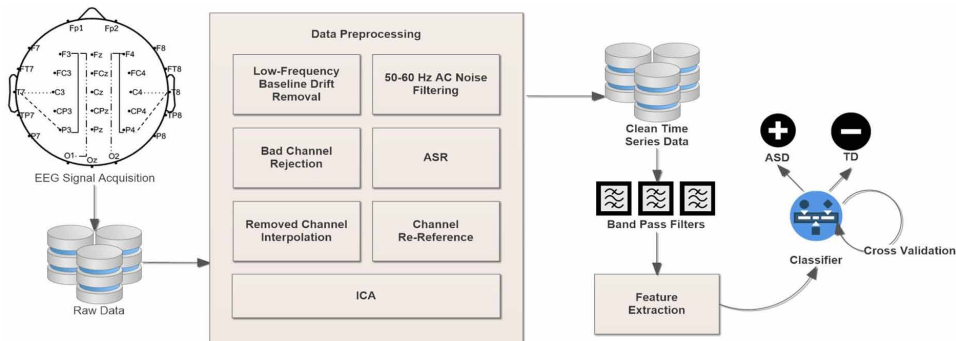 Fp1 Fp2
F7 F3 Fz F4 F8
FT7 FC3 FCz FC4 FT8
T7 C3 Cz C4 T8
TP7 CP3 CPz CP4 TP8
P7 P3 Pz P4 P8
O1 Oz O2
EEG Signal Acquisition
Raw Data
Data Preprocessing
Low-Frequency
Baseline Drift
Removal
50-60 Hz AC Noise
Filtering
Bad Channel
Rejection
ASR
Removed Channel
Interpolation
Channel
Re-Reference
ICA
Clean Time
Series Data
Band Pass Filters
Feature
Extraction
ASD
TD
Classifier
Cross Validation